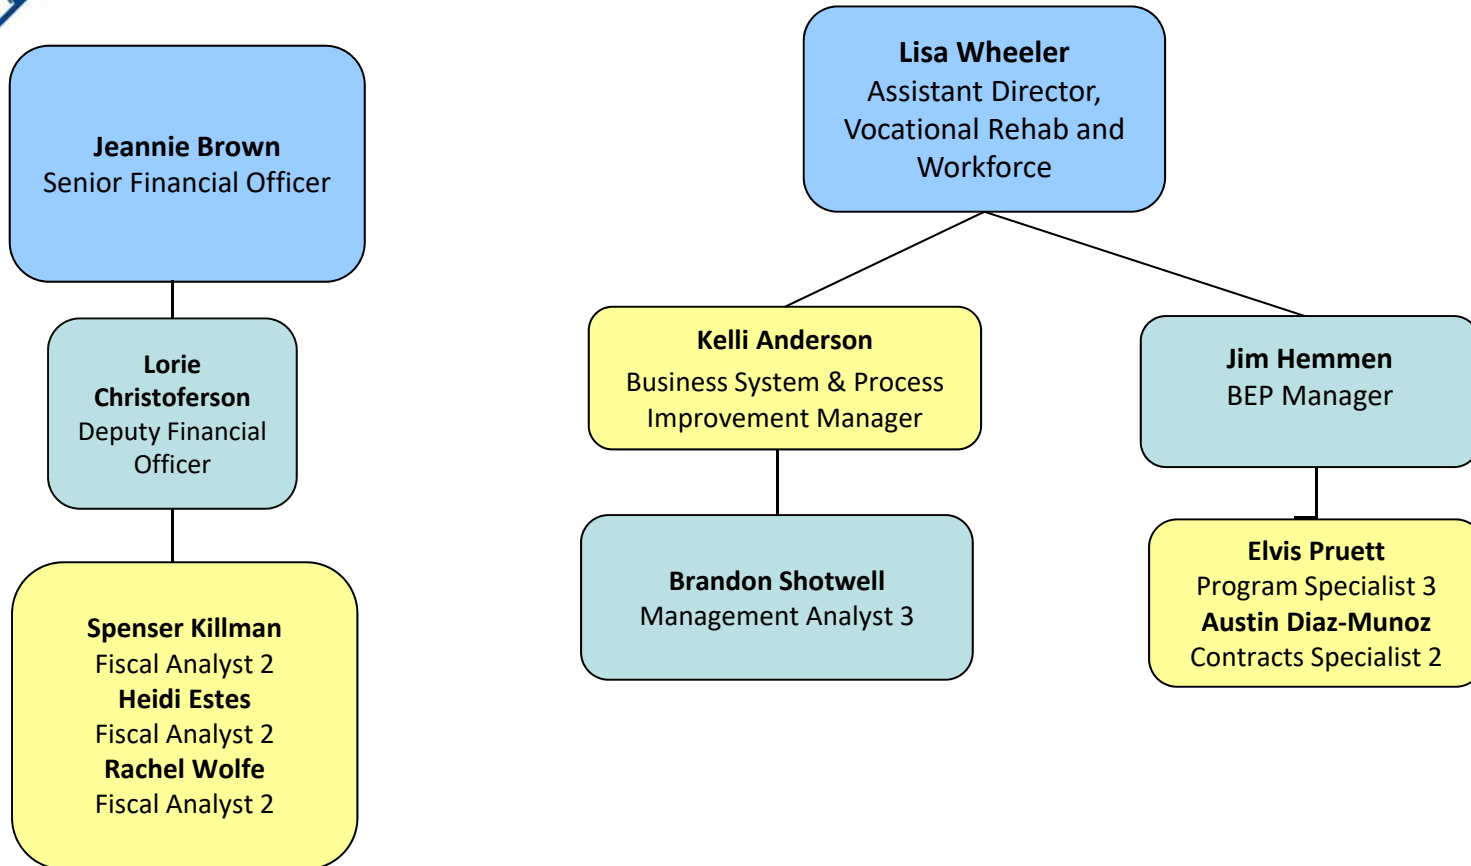 Jeannie Brown
Senior Financial Officer
Lorie
Christoferson
Deputy Financial
Officer
Spenser Killman
Fiscal Analyst 2
Heidi Estes
Fiscal Analyst 2
Rachel Wolfe
Fiscal Analyst 2
Lisa Wheeler
Assistant Director,
Vocational Rehab and
Workforce
Kelli Anderson
Business System & Process
Improvement Manager
Brandon Shotwell
Management Analyst 3
Jim Hemmen
BEP Manager
Elvis Pruett
Program Specialist 3
Austin Diaz-Munoz
Contracts Specialist 2